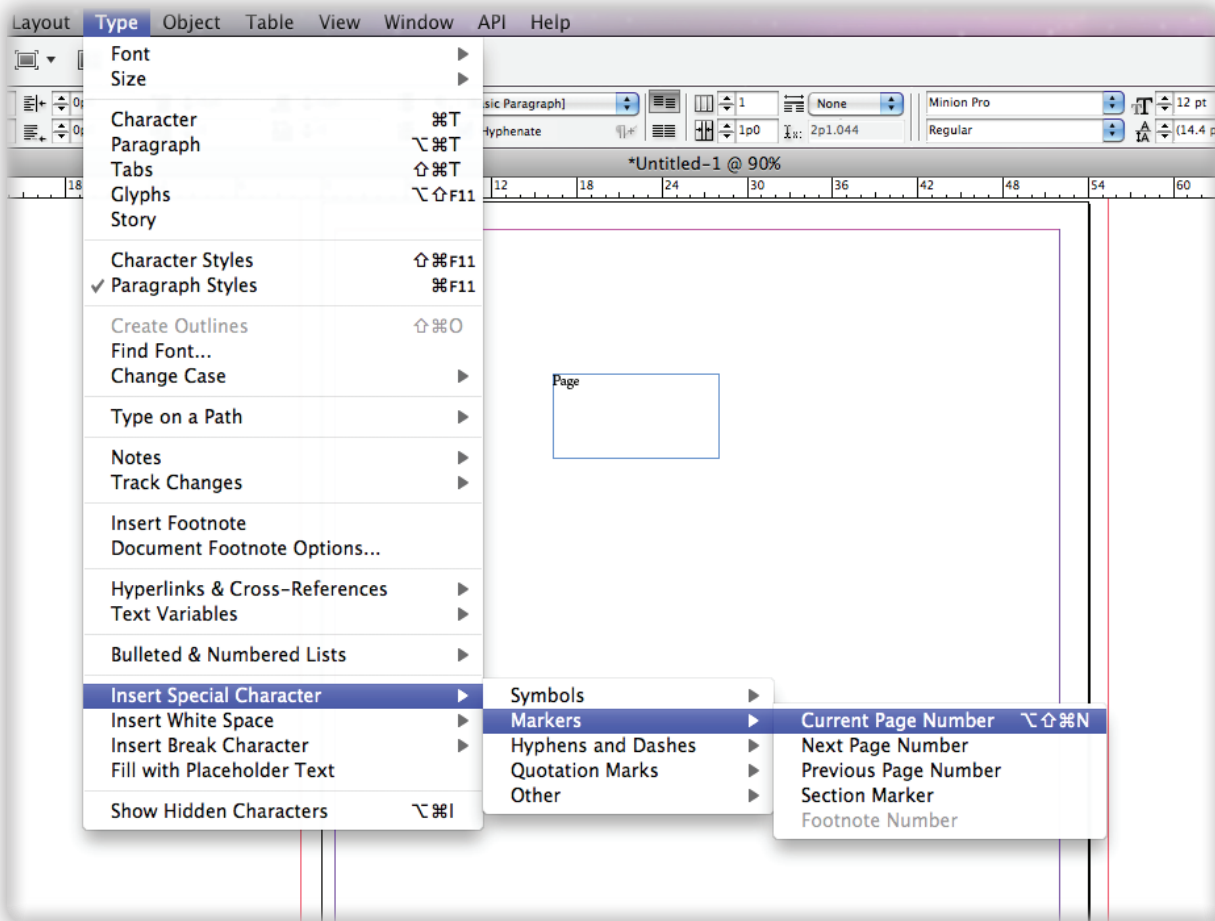 Layout Type Object Table View Window API Help
sic Paragraph] 1 None Minion Pro 12 pt
Hyphenate 1p0 2p1.044 Regular (14.4 p
*Untitled-1 @ 90%
18 12 18 24 30 36 42 48 54 60
Font
Size
Character ⌘T
Paragraph ⌥⌘T
Tabs ⇧⌘T
Glyphs ⌥⇧F11
Story
Character Styles ⇧⌘F11
✓ Paragraph Styles ⌘F11
Create Outlines ⇧⌘O
Find Font...
Change Case
Type on a Path
Notes
Track Changes
Insert Footnote
Document Footnote Options...
Hyperlinks & Cross-References
Text Variables
Bulleted & Numbered Lists
Insert Special Character
Insert White Space
Insert Break Character
Fill with Placeholder Text
Show Hidden Characters ⌥⌘I
Page
Symbols
Markers
Hyphens and Dashes
Quotation Marks
Other
Current Page Number ⌥⇧⌘N
Next Page Number
Previous Page Number
Section Marker
Footnote Number